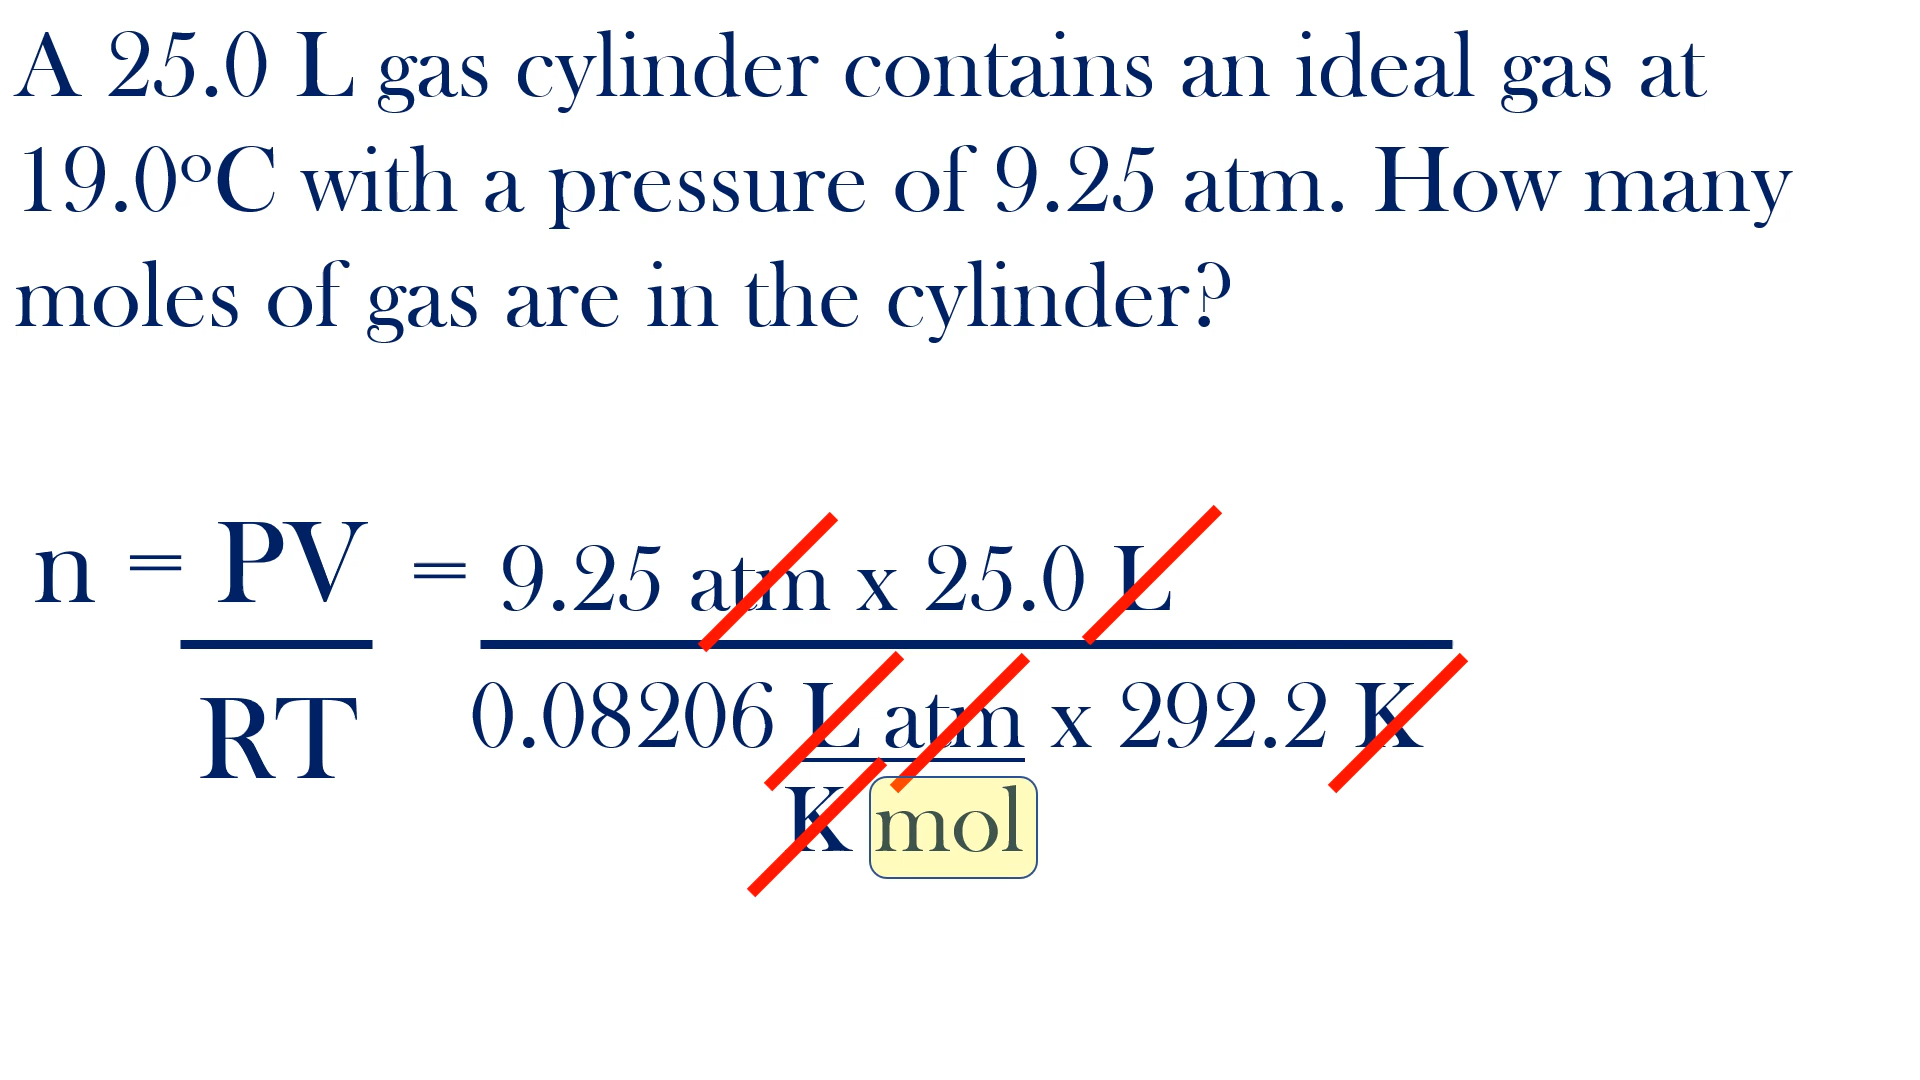 A 25.0 L gas cylinder contains an ideal gas at
19.0°C with a pressure of 9.25 atm. How many
moles of gas are in the cylinder?
n = PV = 9.25 atm x 25.0 L
RT 0.08206 L atm x 292.2 K
K mol